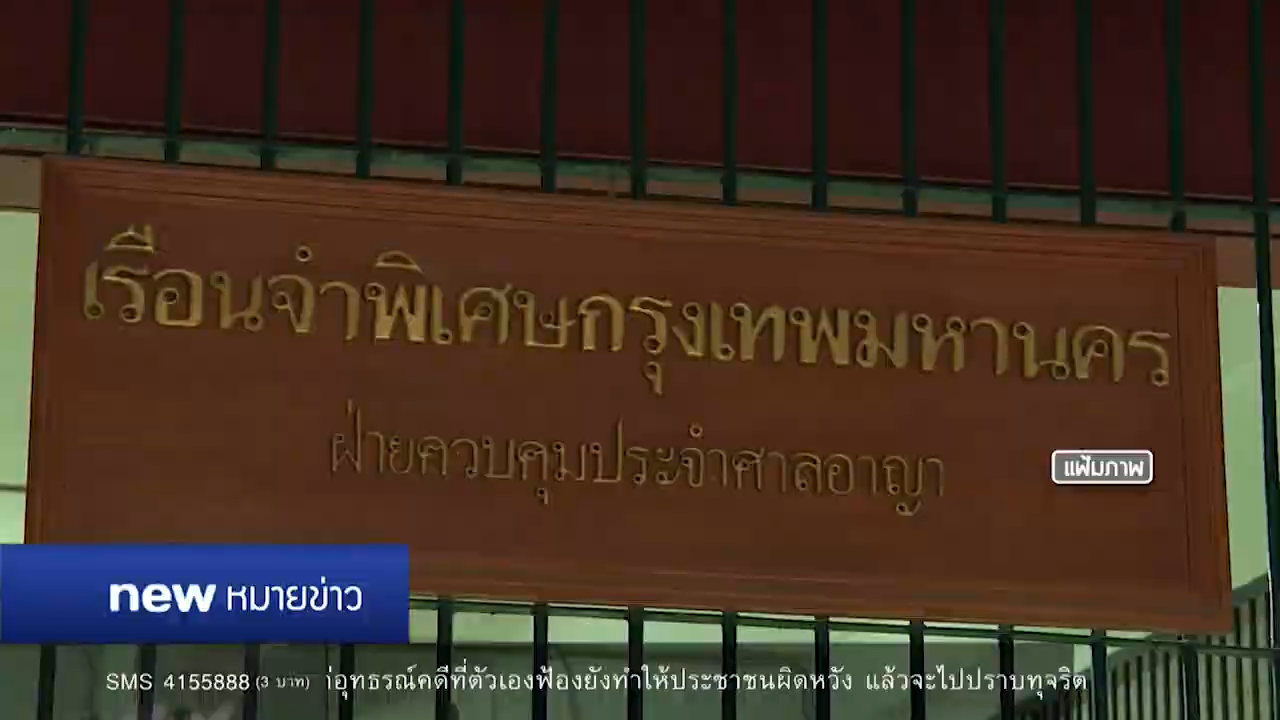 เรือนจำพิเศษกรุงเทพมหานคร
ฝ่ายควบคุมประจำศาลอาญา
แฟ้มภาพ
new หมายข่าว
SMS 4155888 (3 บาท) อุทธรณ์คดีที่ตัวเองฟ้องยังทำให้ประชาชนผิดหวัง แล้วจะไปปราบทุจริต